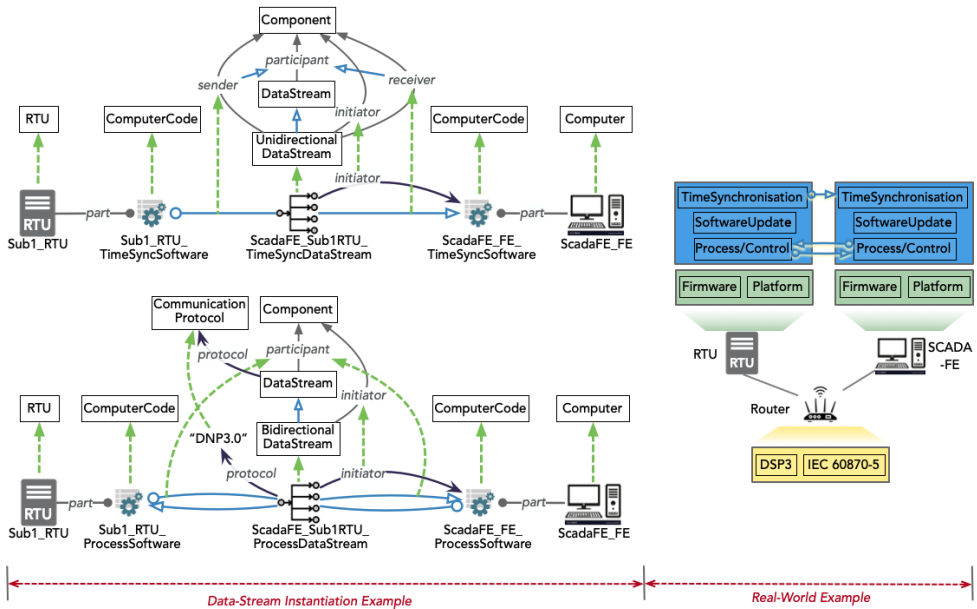 Component
participant
sender
receiver
DataStream
initiator
RTU
ComputerCode
Unidirectional
DataStream
ComputerCode
Computer
initiator
RTU
part
part
Sub1_RTU
Sub1_RTU_
TimeSyncSoftware
ScadaFE_Sub1RTU_
TimeSyncDataStream
ScadaFE_FE_
TimeSyncSoftware
ScadaFE_FE
Communication
Protocol
Component
protocol
participant
DataStream
initiator
RTU
ComputerCode
Bidirectional
DataStream
ComputerCode
Computer
"DNP3.0"
protocol
initiator
RTU
part
part
Sub1_RTU
Sub1_RTU_
ProcessSoftware
ScadaFE_Sub1RTU_
ProcessDataStream
ScadaFE_FE_
ProcessSoftware
ScadaFE_FE
Data-Stream Instantiation Example
TimeSynchronisation
TimeSynchronisation
SoftwareUpdate
SoftwareUpdate
Process/Control
Process/Control
Firmware
Platform
Firmware
Platform
RTU
RTU
SCADA
-FE
Router
DSP3
IEC 60870-5
Real-World Example